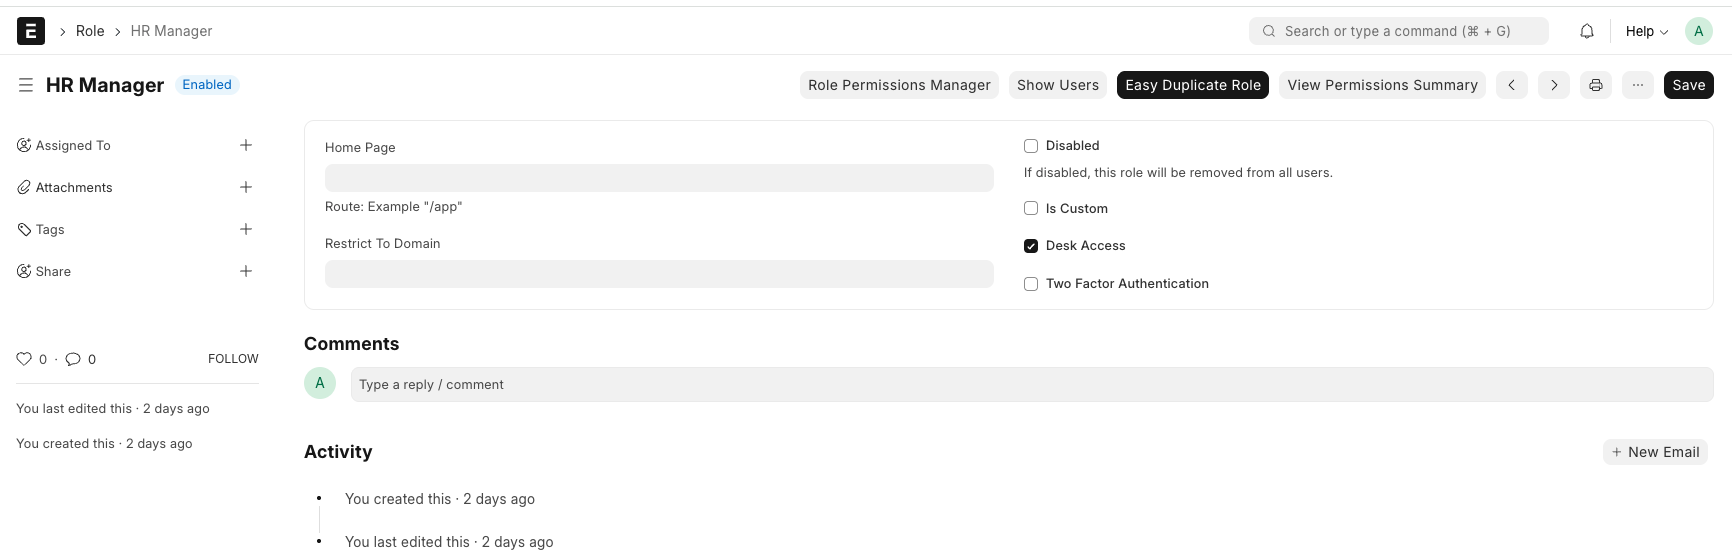 E > Role > HR Manager
Search or type a command (⌘ + G)
Help
A
HR Manager Enabled
Role Permissions Manager
Show Users
Easy Duplicate Role
View Permissions Summary
...
Save
Assigned To +
Attachments +
Tags +
Share +
0 · 0 FOLLOW
You last edited this · 2 days ago
You created this · 2 days ago
Home Page
Route: Example "/app"
Restrict To Domain
Disabled
If disabled, this role will be removed from all users.
Is Custom
Desk Access
Two Factor Authentication
Comments
A
Type a reply / comment
Activity
+ New Email
You created this · 2 days ago
You last edited this · 2 days ago